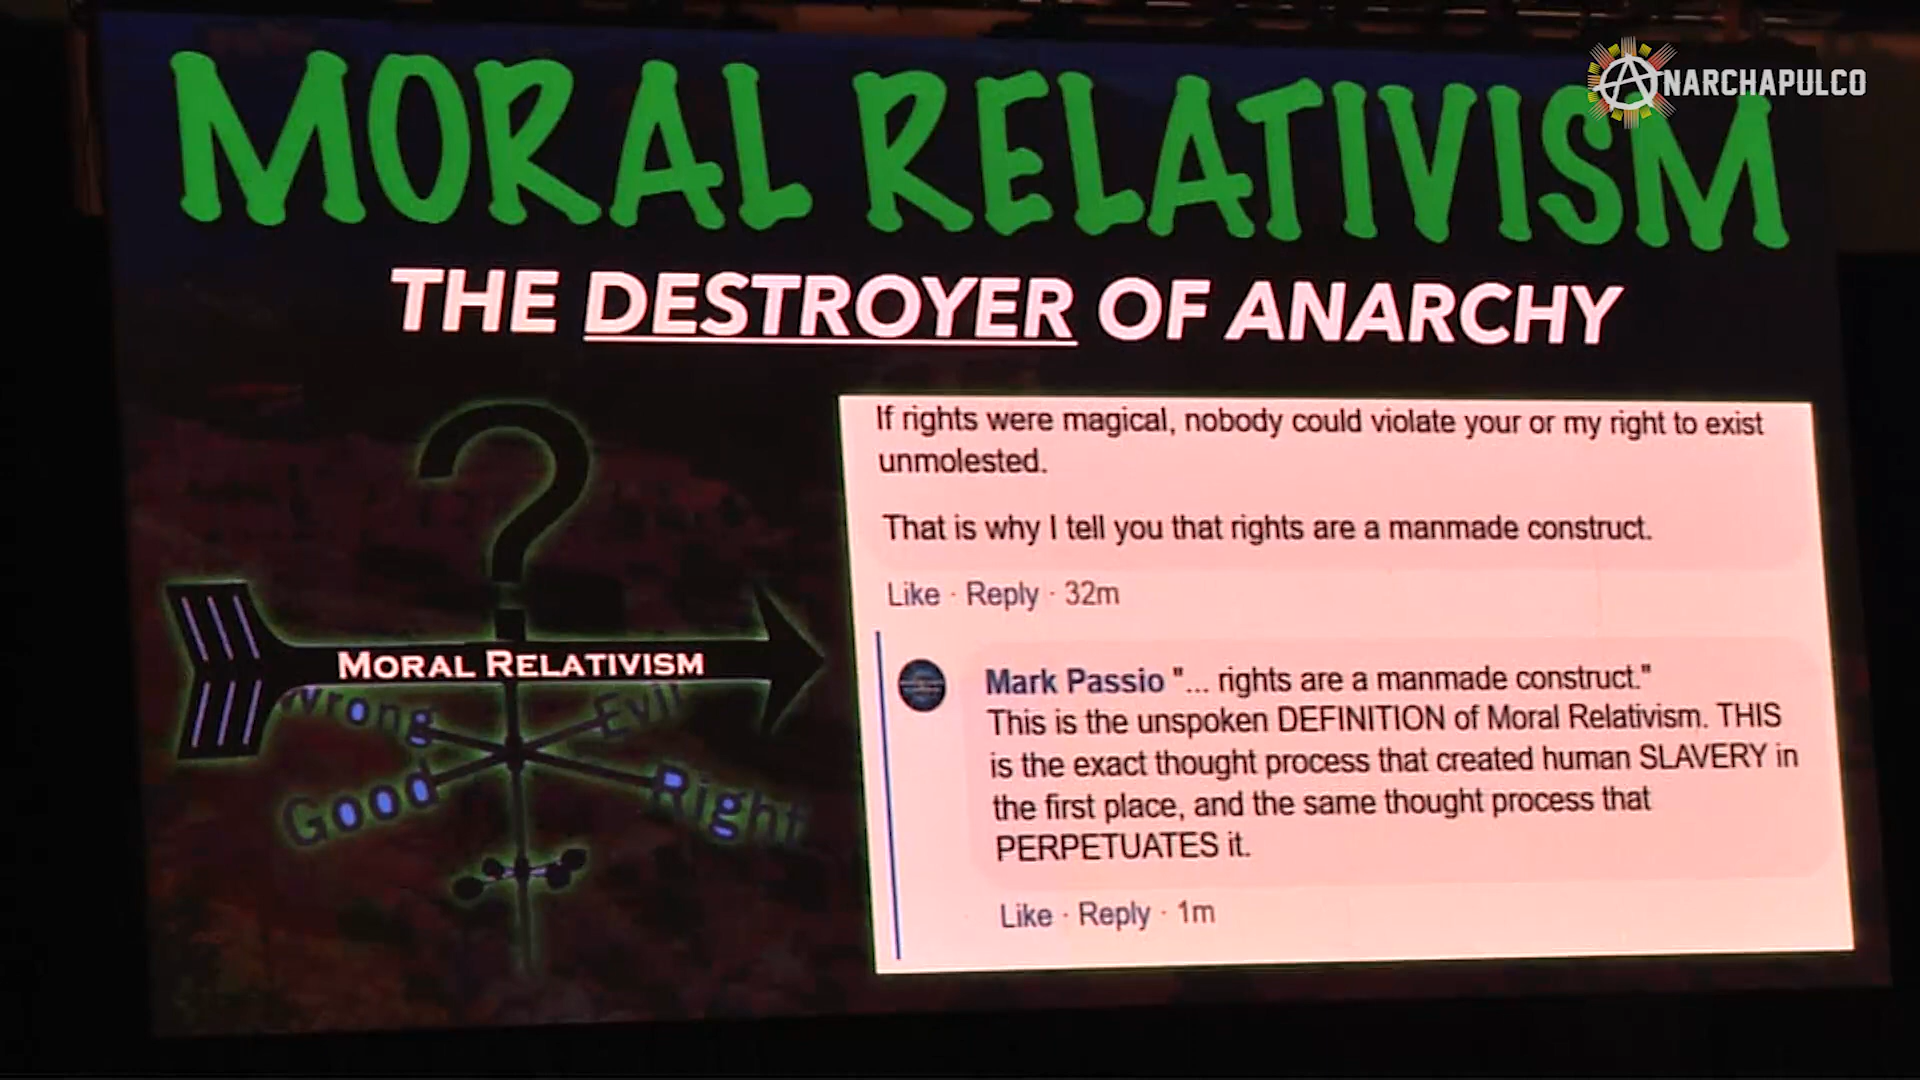 ANARCHAPULCO
MORAL RELATIVISM
THE DESTROYER OF ANARCHY
If rights were magical, nobody could violate your or my right to exist
unmolested.
That is why I tell you that rights are a manmade construct.
Like · Reply · 32m
Mark Passio "... rights are a manmade construct."
This is the unspoken DEFINITION of Moral Relativism. THIS
is the exact thought process that created human SLAVERY in
the first place, and the same thought process that
PERPETUATES it.
Like · Reply · 1m
MORAL RELATIVISM
Wrong
Evil
Good
Right